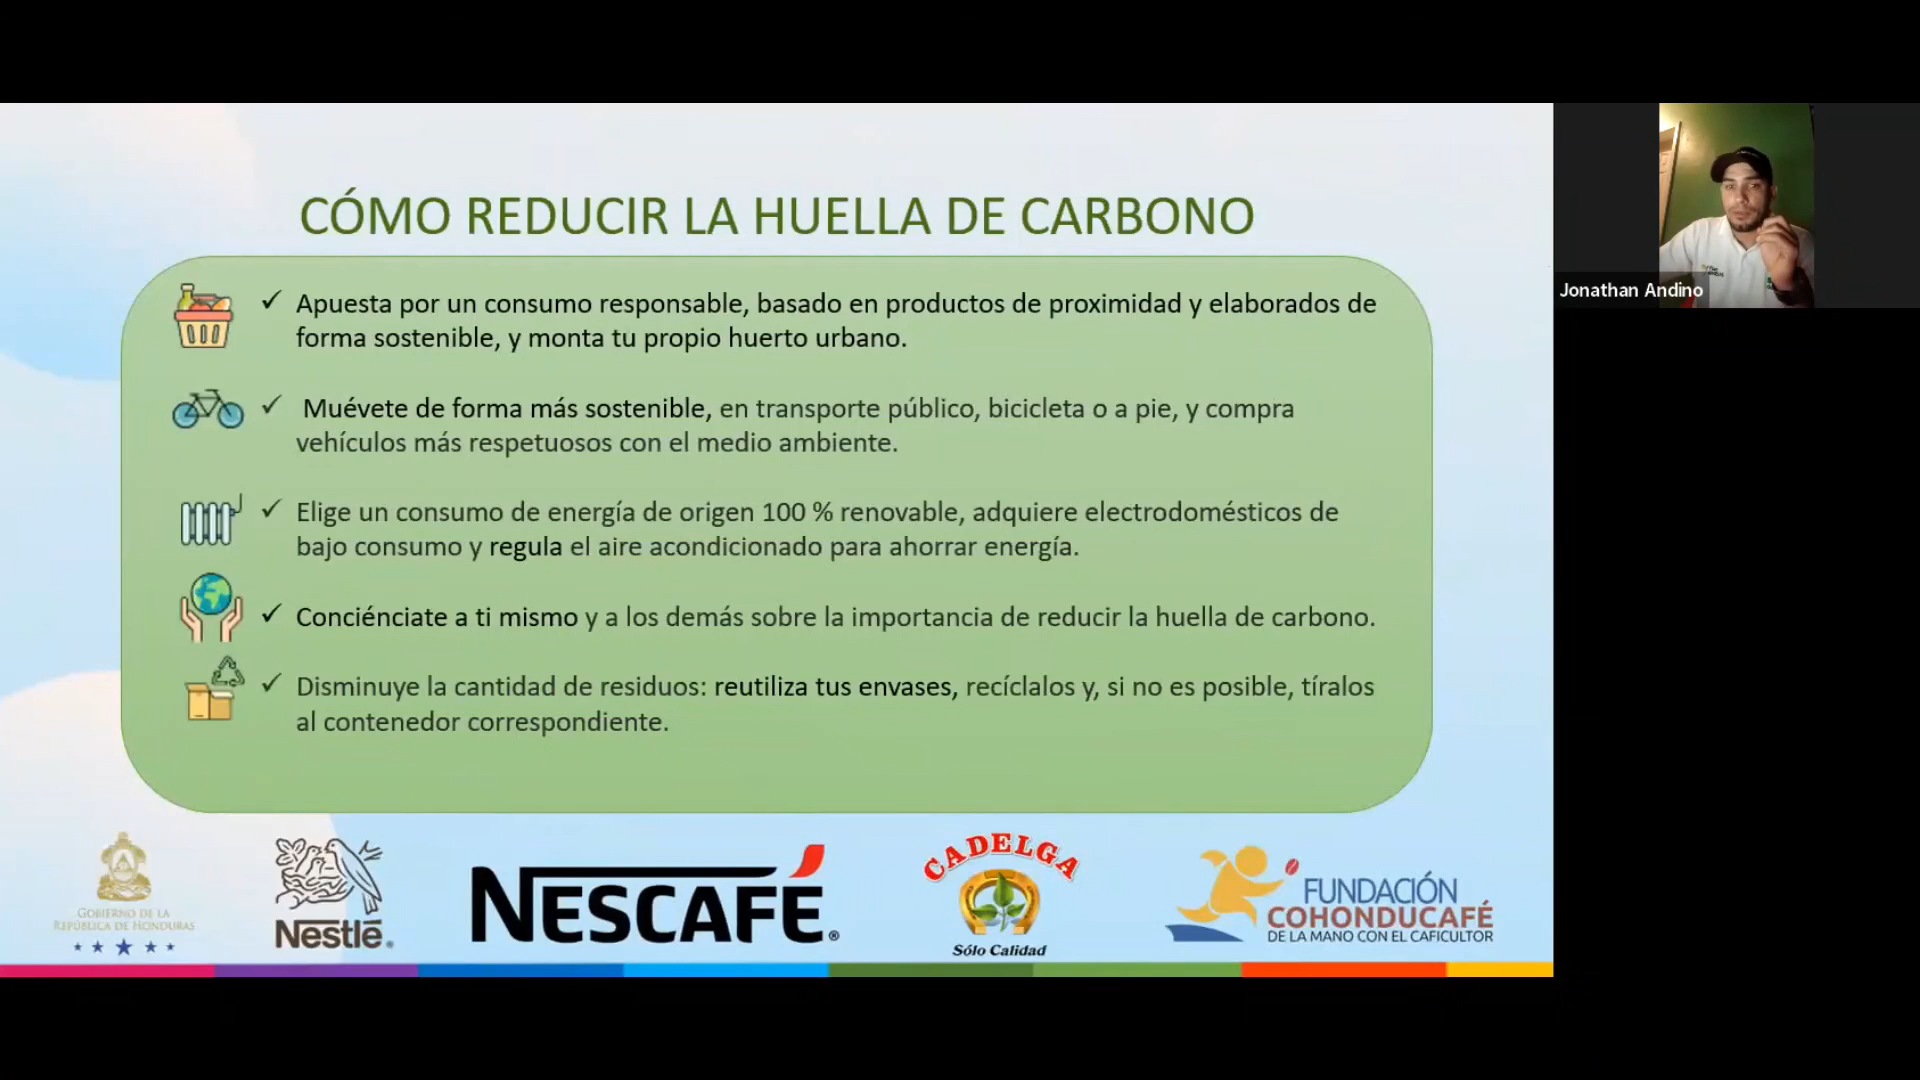 CÓMO REDUCIR LA HUELLA DE CARBONO
✓ Apuesta por un consumo responsable, basado en productos de proximidad y elaborados de
forma sostenible, y monta tu propio huerto urbano.
✓ Muévete de forma más sostenible, en transporte público, bicicleta o a pie, y compra
vehículos más respetuosos con el medio ambiente.
✓ Elige un consumo de energía de origen 100 % renovable, adquiere electrodomésticos de
bajo consumo y regula el aire acondicionado para ahorrar energía.
✓ Conciénciate a ti mismo y a los demás sobre la importancia de reducir la huella de carbono.
✓ Disminuye la cantidad de residuos: reutiliza tus envases, recíclalos y, si no es posible, tíralos
al contenedor correspondiente.
GOBIERNO DE LA
REPÚBLICA DE HONDURAS
Nestlé®
NESCAFÉ®
CADELGA
Sólo Calidad
FUNDACIÓN
COHONDUCAFÉ
DE LA MANO CON EL CAFICULTOR
Jonathan Andino